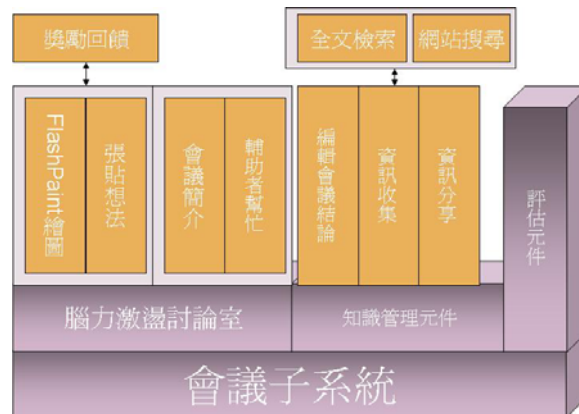 獎勵回饋
全文檢索
網站搜尋
FlashPaint繪圖
張貼想法
會議簡介
輔助者幫忙
編輯會議結論
資訊收集
資訊分享
評估元件
腦力激盪討論室
知識管理元件
會議子系統